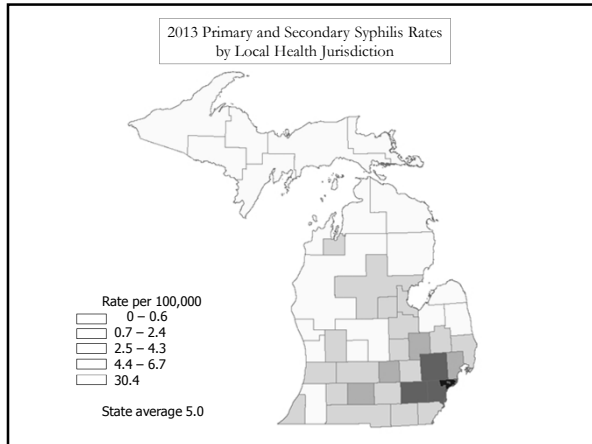 2013 Primary and Secondary Syphilis Rates
by Local Health Jurisdiction
Rate per 100,000
0 – 0.6
0.7 – 2.4
2.5 – 4.3
4.4 – 6.7
30.4
State average 5.0